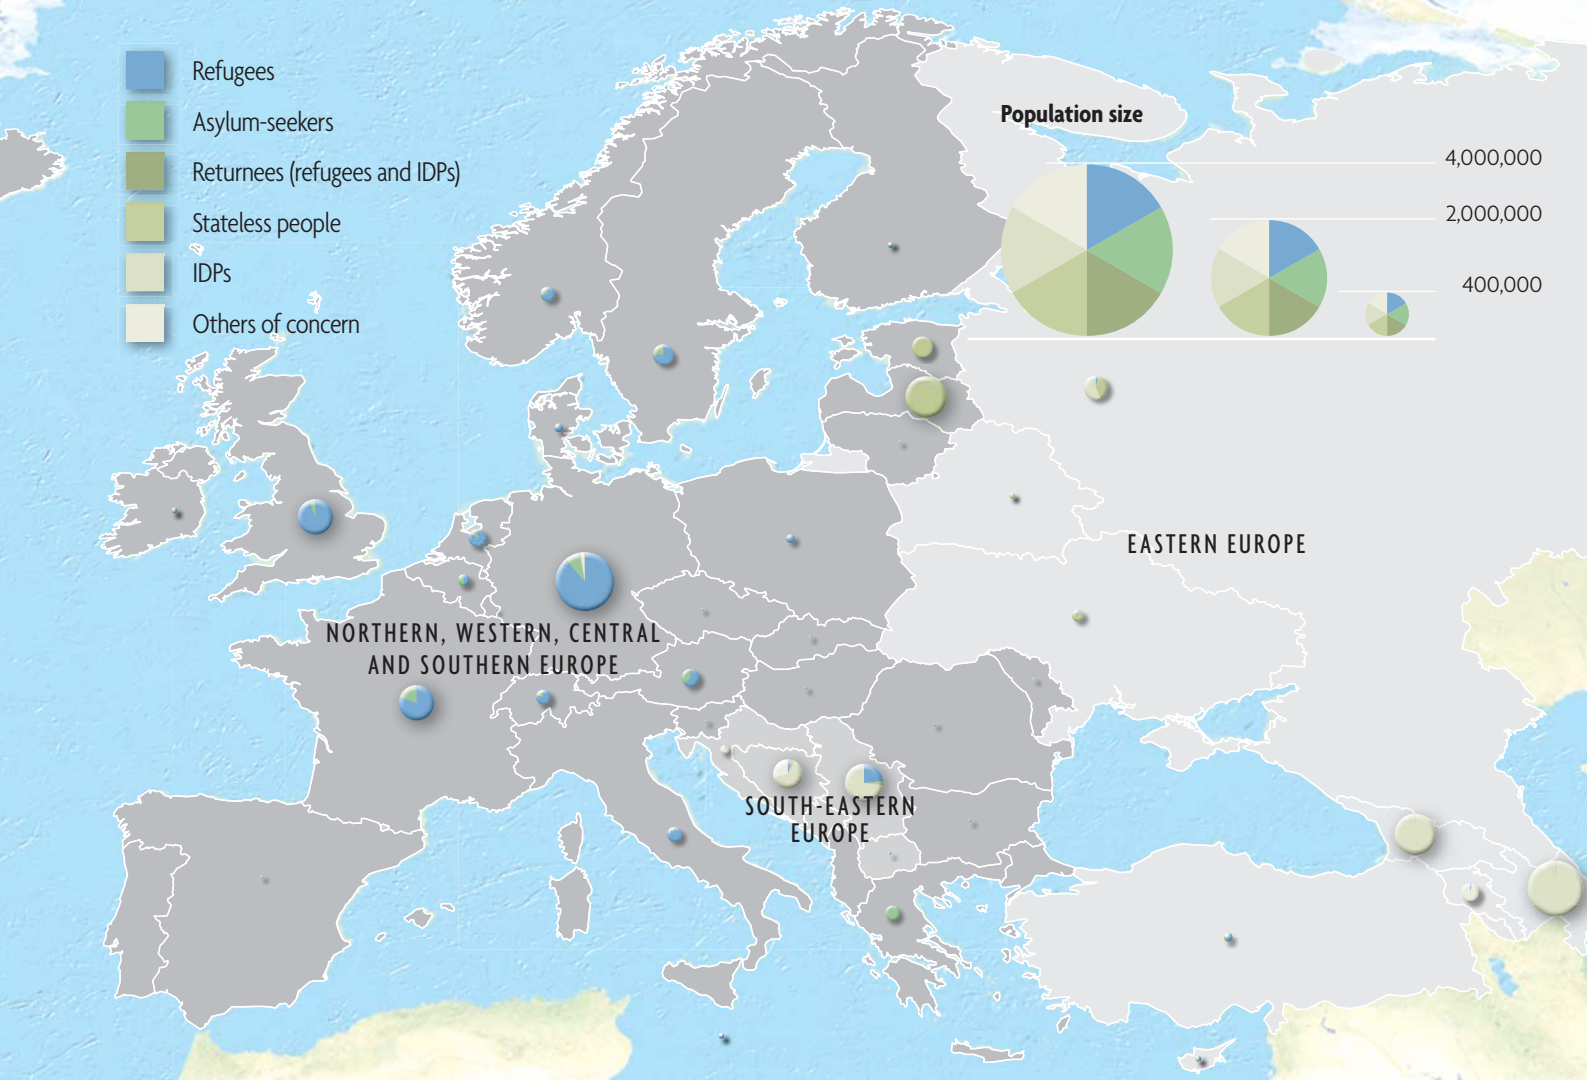 Refugees
Asylum-seekers
Returnees (refugees and IDPs)
Stateless people
IDPs
Others of concern
Population size
4,000,000
2,000,000
400,000
EASTERN EUROPE
NORTHERN, WESTERN, CENTRAL
AND SOUTHERN EUROPE
SOUTH-EASTERN
EUROPE